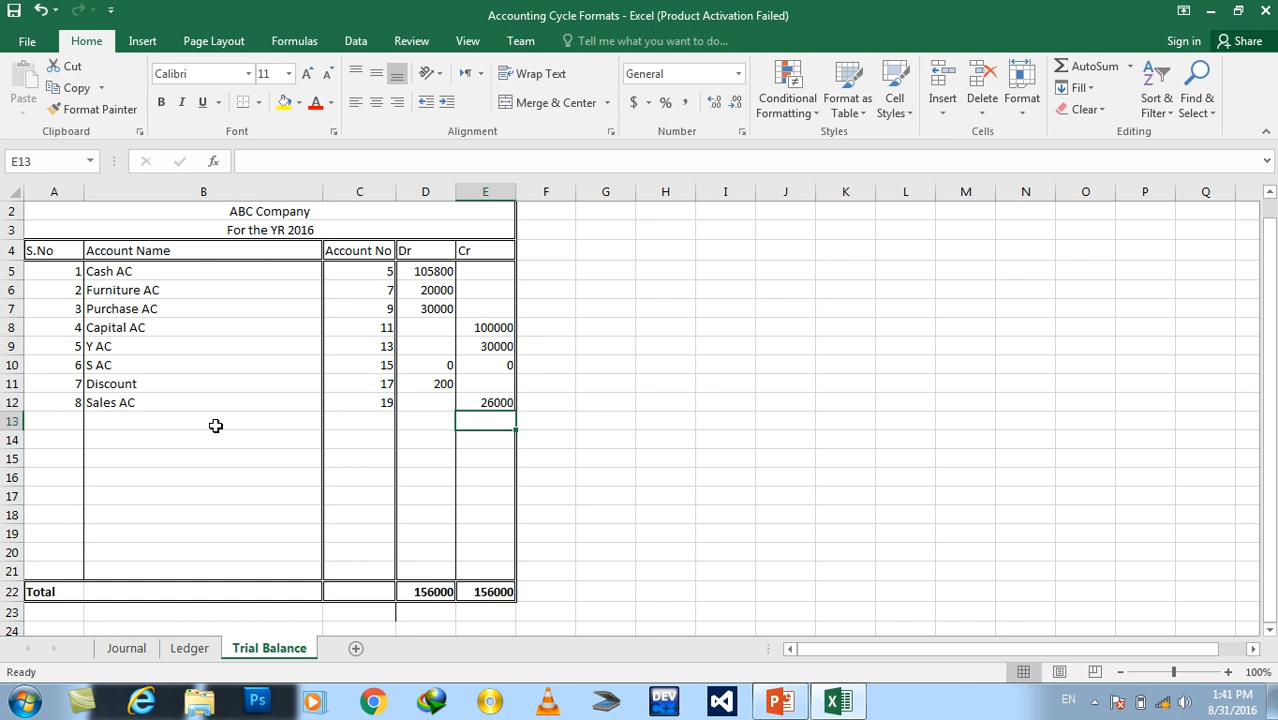 Accounting Cycle Formats - Excel (Product Activation Failed)
File Home Insert Page Layout Formulas Data Review View Team Tell me what you want to do... Sign in Share
Paste Cut Copy Format Painter
Calibri 11
B I U A
Wrap Text
Merge & Center
General
$ % ,
Conditional Formatting
Format as Table
Cell Styles
Insert Delete Format
AutoSum
Fill
Clear
Sort & Filter
Find & Select
Clipboard Font Alignment Number Styles Cells Editing
E13 fx
A B C D E F G H I J K L M N O P Q
2 ABC Company
3 For the YR 2016
4 S.No Account Name Account No Dr Cr
5 1 Cash AC 5 105800
6 2 Furniture AC 7 20000
7 3 Purchase AC 9 30000
8 4 Capital AC 11 100000
9 5 Y AC 13 30000
10 6 S AC 15 0 0
11 7 Discount 17 200
12 8 Sales AC 19 26000
13
14
15
16
17
18
19
20
21
22 Total 156000 156000
23
24
Journal Ledger Trial Balance
Ready 100%
Ps DEV C++ EN 1:41 PM
8/31/2016